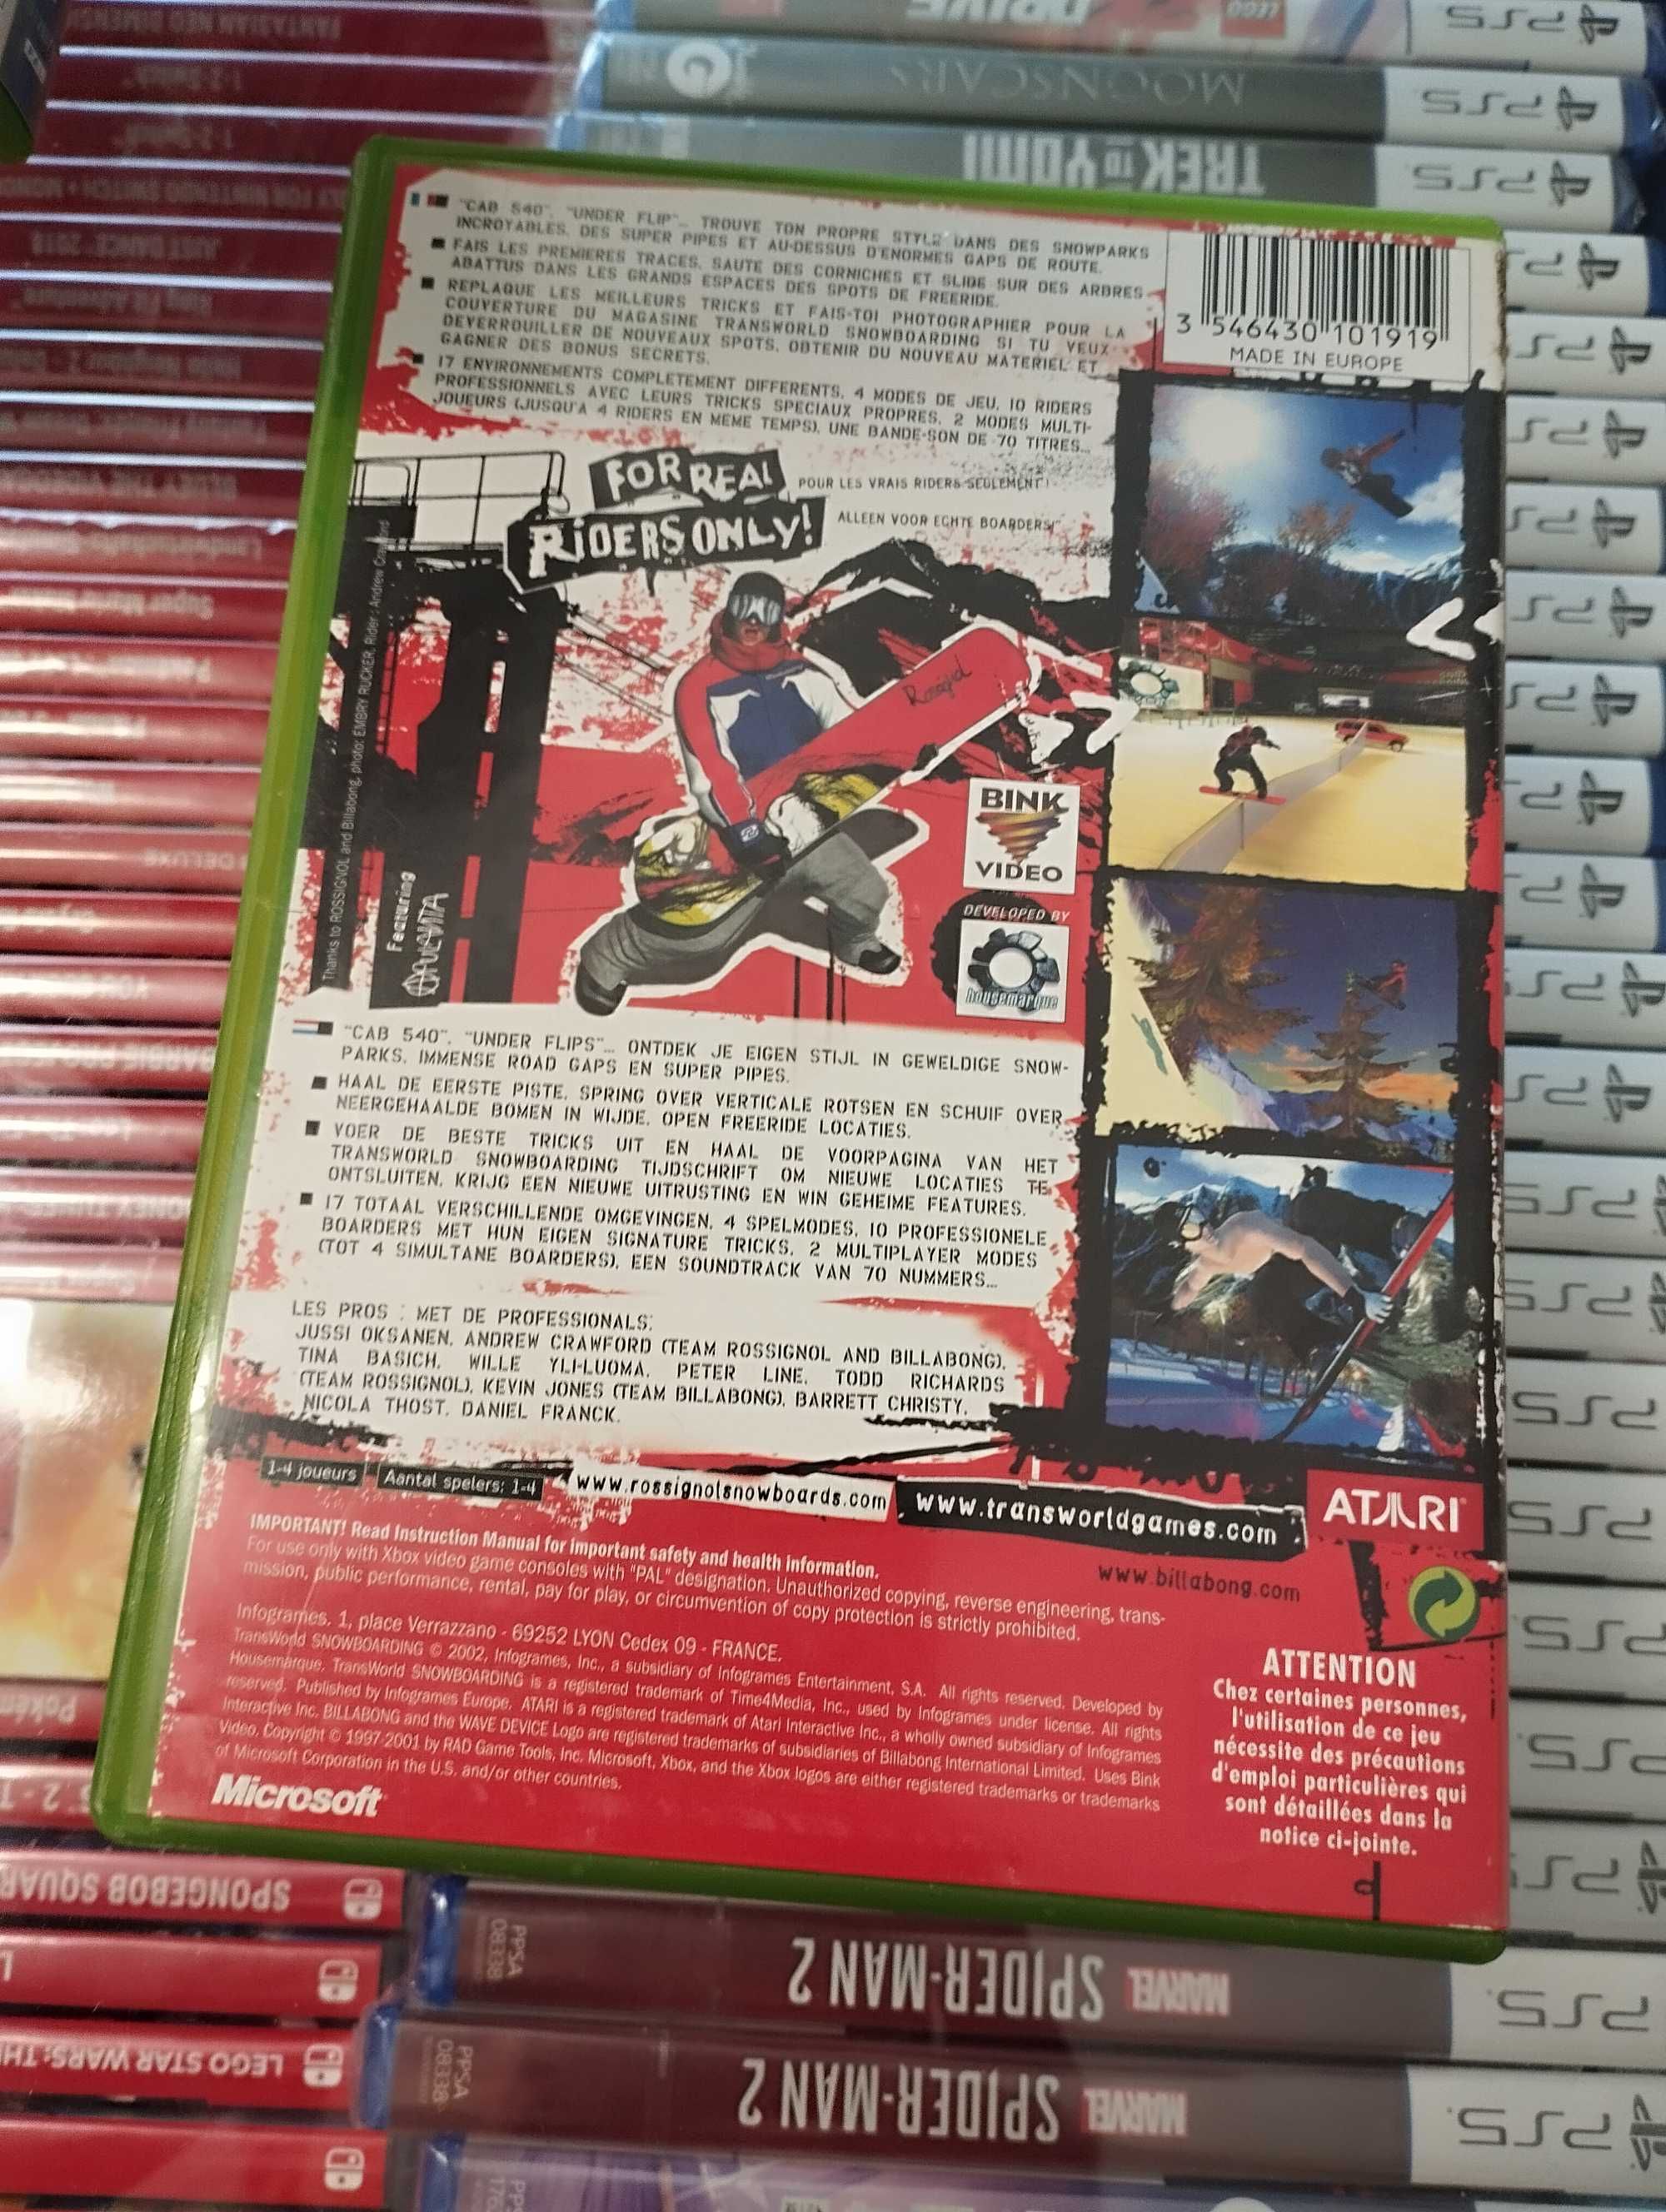 LEGO
DRIVE
PS5
MOONSCARS
PS5
TREK TO YOMI
PS5
"CAB 540", "UNDER FLIP"... TROUVE TON PROPRE STYLE DANS DES SNOWPARKS
INCROYABLES, DES SUPER PIPES ET AU-DESSUS D'ENORMES GAPS DE ROUTE.
FAIS LES PREMIERES TRACES, SAUTE DES CORNICHES ET SLIDE SUR DES ARBRES
ABATTUS DANS LES GRANDS ESPACES DES SPOTS DE FREERIDE.
REPLAQUE LES MEILLEURS TRICKS ET FAIS-TOI PHOTOGRAPHIER POUR LA
COUVERTURE DU MAGASINE TRANSWORLD SNOWBOARDING SI TU VEUX
DEVERROUILLER DE NOUVEAUX SPOTS, OBTENIR DU NOUVEAU MATERIEL ET
GAGNER DES BONUS SECRETS.
17 ENVIRONNEMENTS COMPLETEMENT DIFFERENTS, 4 MODES DE JEU, 10 RIDERS
PROFESSIONNELS AVEC LEURS TRICKS SPECIAUX PROPRES, 2 MODES MULTI-
JOUEURS (JUSQU'A 4 RIDERS EN MEME TEMPS), UNE BANDE-SON DE 70 TITRES...
3 546430 101919
MADE IN EUROPE
FOR REAL
RIDERS ONLY!
POUR LES VRAIS RIDERS SEULEMENT!
ALLEEN VOOR ECHTE BOARDERS!
Thanks to ROSSIGNOL and Billabong, photo: EMBRY RUCKER, Rider: Andrew Crawford
Featuring
Rossignol
BINK
VIDEO
DEVELOPED BY
housemarque
"CAB 540", "UNDER FLIPS"... ONTDEK JE EIGEN STIJL IN GEWELDIGE SNOW-
PARKS, IMMENSE ROAD GAPS EN SUPER PIPES.
HAAL DE EERSTE PISTE, SPRING OVER VERTICALE ROTSEN EN SCHUIF OVER
NEERGEHAALDE BOMEN IN WIJDE, OPEN FREERIDE LOCATIES.
VOER DE BESTE TRICKS UIT EN HAAL DE VOORPAGINA VAN HET
TRANSWORLD SNOWBOARDING TIJDSCHRIFT OM NIEUWE LOCATIES TE
ONTSLUITEN, KRIJG EEN NIEUWE UITRUSTING EN WIN GEHEIME FEATURES.
17 TOTAAL VERSCHILLENDE OMGEVINGEN, 4 SPELMODES, 10 PROFESSIONELE
BOARDERS MET HUN EIGEN SIGNATURE TRICKS, 2 MULTIPLAYER MODES
(TOT 4 SIMULTANE BOARDERS), EEN SOUNDTRACK VAN 70 NUMMERS...
LES PROS : MET DE PROFESSIONALS:
JUSSI OKSANEN, ANDREW CRAWFORD (TEAM ROSSIGNOL AND BILLABONG),
TINA BASICH, WILLE YLI-LUOMA, PETER LINE, TODD RICHARDS
(TEAM ROSSIGNOL), KEVIN JONES (TEAM BILLABONG), BARRETT CHRISTY,
NICOLA THOST, DANIEL FRANCK.
1-4 joueurs
Aantal spelers: 1-4
www.rossignolsnowboards.com
www.transworldgames.com
ATARI
www.billabong.com
IMPORTANT! Read Instruction Manual for important safety and health information.
For use only with Xbox video game consoles with "PAL" designation. Unauthorized copying, reverse engineering, trans-
mission, public performance, rental, pay for play, or circumvention of copy protection is strictly prohibited.
Infogrames. 1, place Verrazzano - 69252 LYON Cedex 09 - FRANCE.
TransWorld SNOWBOARDING © 2002, Infogrames, Inc., a subsidiary of Infogrames Entertainment, S.A. All rights reserved. Developed by
Housemarque. TransWorld SNOWBOARDING is a registered trademark of Time4Media, Inc., used by Infogrames under license. All rights
reserved. Published by Infogrames Europe. ATARI is a registered trademark of Atari Interactive Inc., a wholly owned subsidiary of Infogrames
Interactive Inc. BILLABONG and the WAVE DEVICE Logo are registered trademarks of subsidiaries of Billabong International Limited. Uses Bink
Video. Copyright © 1997-2001 by RAD Game Tools, Inc. Microsoft, Xbox, and the Xbox logos are either registered trademarks or trademarks
of Microsoft Corporation in the U.S. and/or other countries.
Microsoft
ATTENTION
Chez certaines personnes,
l'utilisation de ce jeu
nécessite des précautions
d'emploi particulières qui
sont détaillées dans la
notice ci-jointe.
SPONGEBOB SQUAR
PPSA
08338
MARVEL SPIDER-MAN 2
PS5
LEGO STAR WARS: TH
PPSA
08338
MARVEL SPIDER-MAN 2
PS5